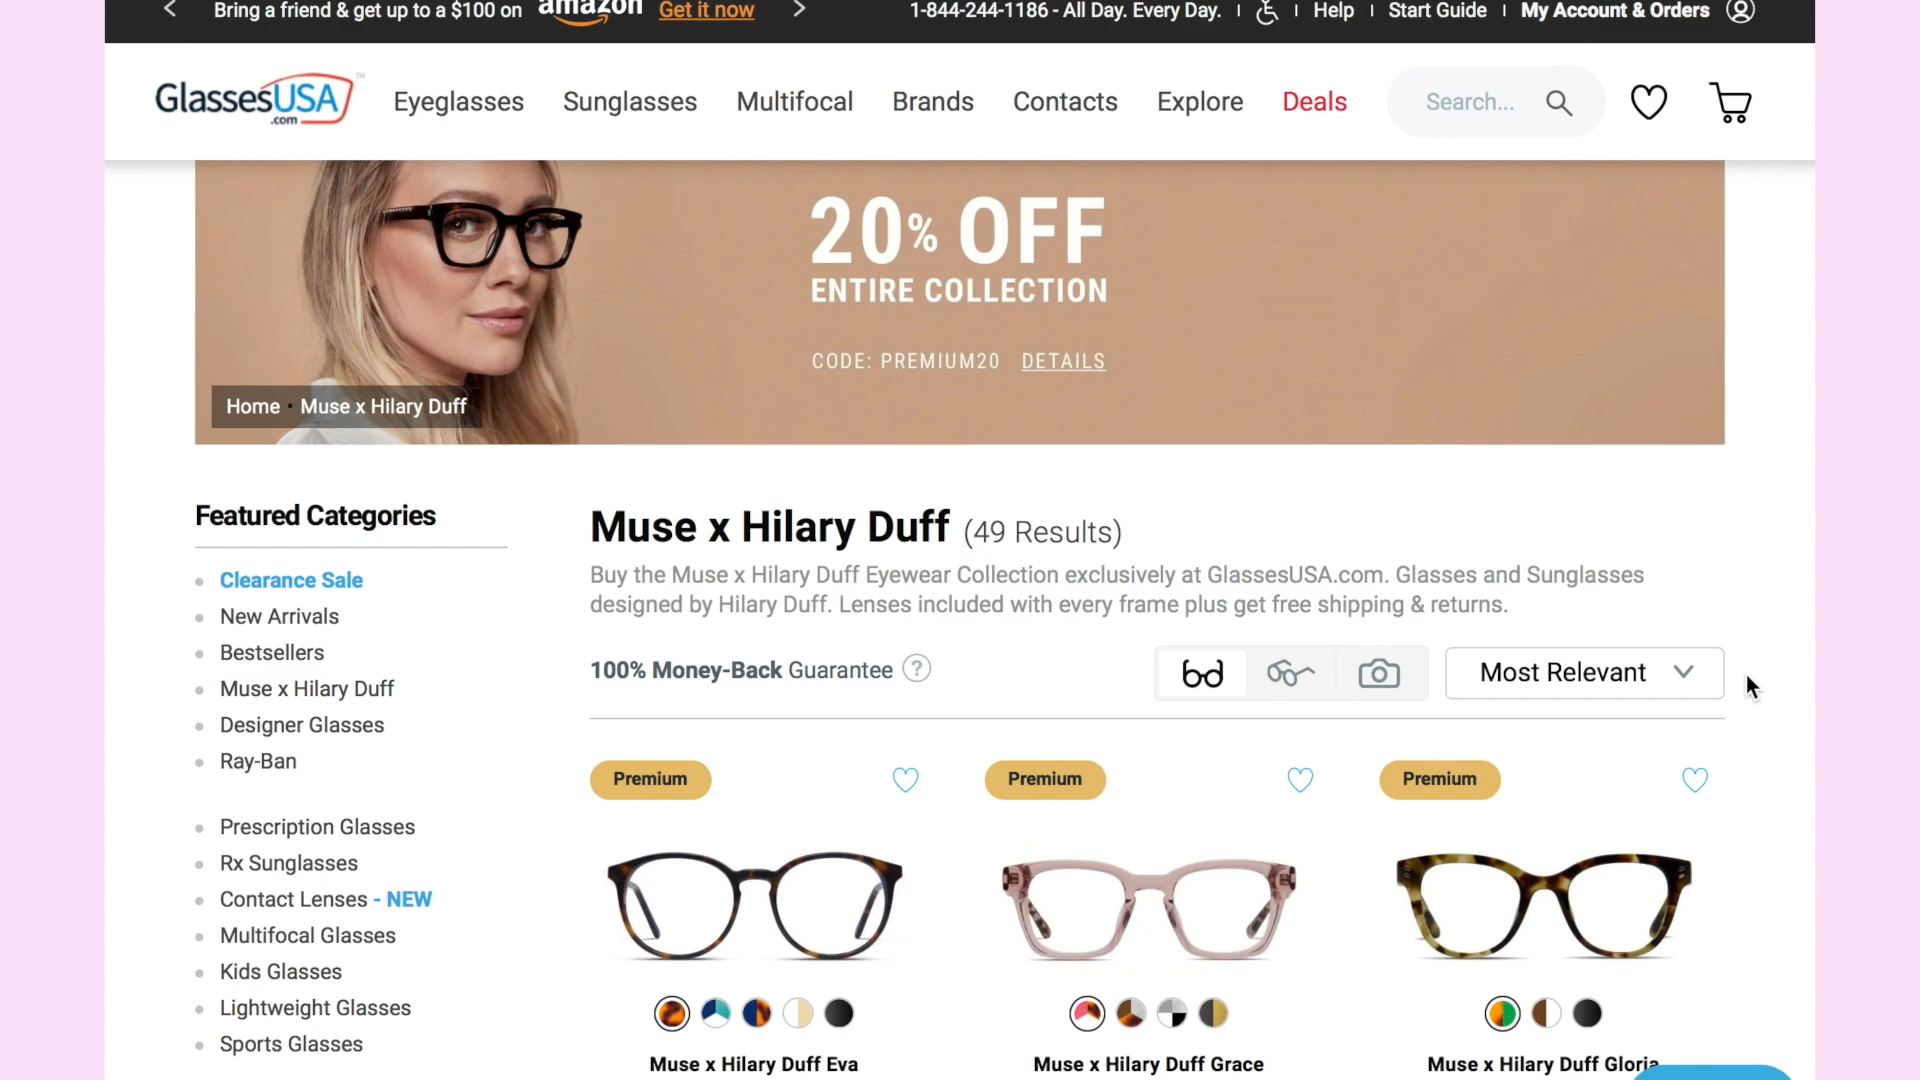 Bring a friend & get up to a $100 on amazon Get it now
1-844-244-1186 - All Day. Every Day. | Help | Start Guide | My Account & Orders
GlassesUSA™
.com
Eyeglasses Sunglasses Multifocal Brands Contacts Explore Deals Search...
20% OFF
ENTIRE COLLECTION
CODE: PREMIUM20 DETAILS
Home · Muse x Hilary Duff
Featured Categories
Clearance Sale
New Arrivals
Bestsellers
Muse x Hilary Duff
Designer Glasses
Ray-Ban
Prescription Glasses
Rx Sunglasses
Contact Lenses - NEW
Multifocal Glasses
Kids Glasses
Lightweight Glasses
Sports Glasses
Muse x Hilary Duff (49 Results)
Buy the Muse x Hilary Duff Eyewear Collection exclusively at GlassesUSA.com. Glasses and Sunglasses
designed by Hilary Duff. Lenses included with every frame plus get free shipping & returns.
100% Money-Back Guarantee ?
Most Relevant
Premium
Premium
Premium
Muse x Hilary Duff Eva
Muse x Hilary Duff Grace
Muse x Hilary Duff Gloria